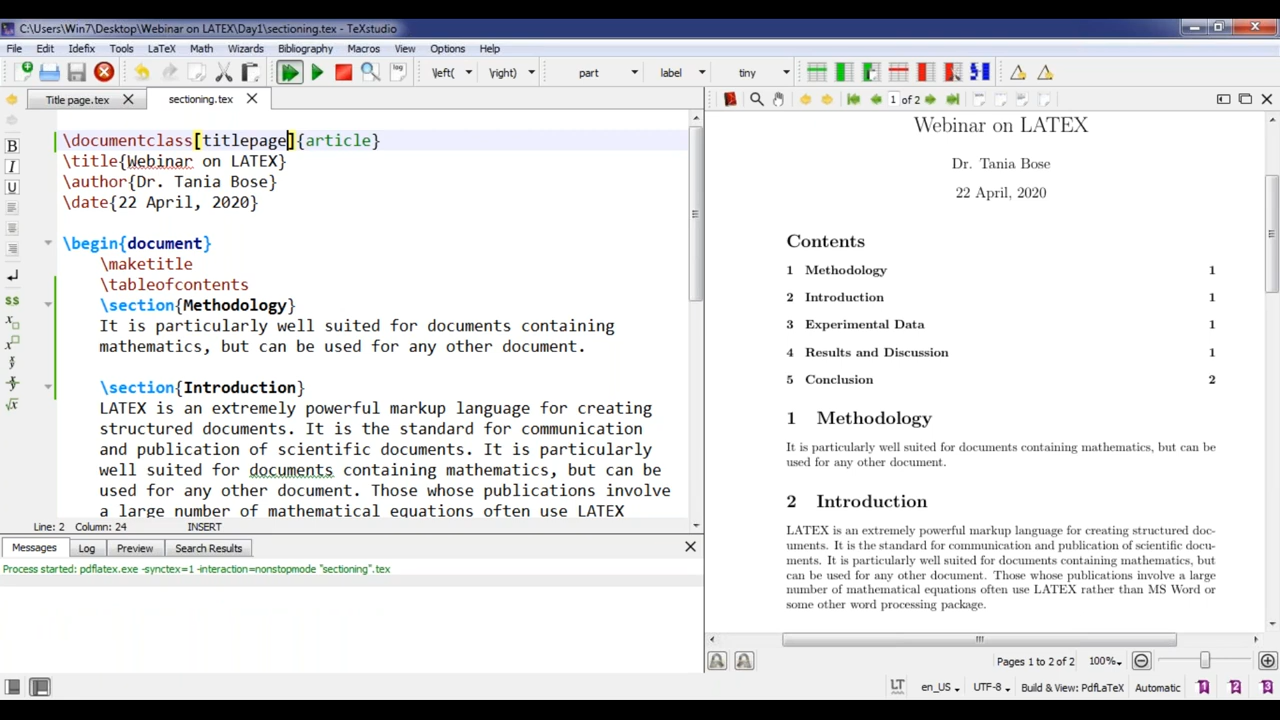 C:\Users\Win7\Desktop\Webinar on LATEX\Day1\sectioning.tex - TeXstudio
File Edit Idefix Tools LaTeX Math Wizards Bibliography Macros View Options Help
log \left( \right) part label tiny
Title page.tex sectioning.tex
1 of 2
\documentclass[titlepage]{article}
\title{Webinar on LATEX}
\author{Dr. Tania Bose}
\date{22 April, 2020}
\begin{document}
\maketitle
\tableofcontents
\section{Methodology}
It is particularly well suited for documents containing
mathematics, but can be used for any other document.
\section{Introduction}
LATEX is an extremely powerful markup language for creating
structured documents. It is the standard for communication
and publication of scientific documents. It is particularly
well suited for documents containing mathematics, but can be
used for any other document. Those whose publications involve
a large number of mathematical equations often use LATEX
Line: 2 Column: 24 INSERT
Messages Log Preview Search Results
Process started: pdflatex.exe -synctex=1 -interaction=nonstopmode "sectioning".tex
Webinar on LATEX
Dr. Tania Bose
22 April, 2020
Contents
1 Methodology 1
2 Introduction 1
3 Experimental Data 1
4 Results and Discussion 1
5 Conclusion 2
1 Methodology
It is particularly well suited for documents containing mathematics, but can be
used for any other document.
2 Introduction
LATEX is an extremely powerful markup language for creating structured doc-
uments. It is the standard for communication and publication of scientific docu-
ments. It is particularly well suited for documents containing mathematics, but
can be used for any other document. Those whose publications involve a large
number of mathematical equations often use LATEX rather than MS Word or
some other word processing package.
Pages 1 to 2 of 2 100%
LT en_US UTF-8 Build & View: PdfLaTeX Automatic 1 2 3